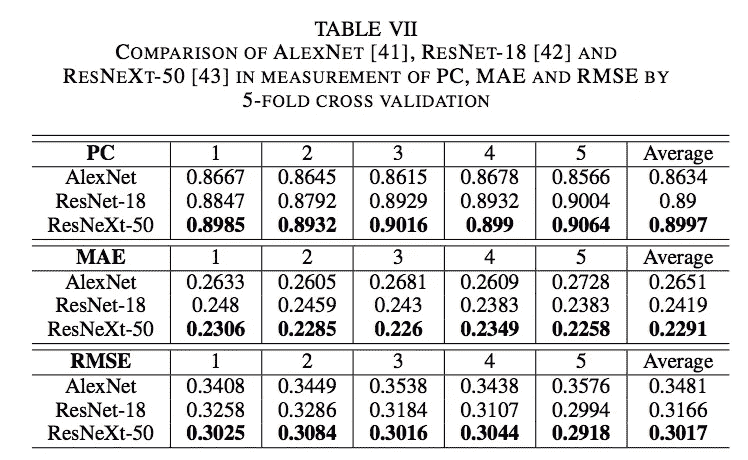 TABLE VII
COMPARISON OF ALEXNET [41], RESNET-18 [42] AND
RESNEXT-50 [43] IN MEASUREMENT OF PC, MAE AND RMSE BY
5-FOLD CROSS VALIDATION
PC 1 2 3 4 5 Average
AlexNet 0.8667 0.8645 0.8615 0.8678 0.8566 0.8634
ResNet-18 0.8847 0.8792 0.8929 0.8932 0.9004 0.89
ResNeXt-50 0.8985 0.8932 0.9016 0.899 0.9064 0.8997
MAE 1 2 3 4 5 Average
AlexNet 0.2633 0.2605 0.2681 0.2609 0.2728 0.2651
ResNet-18 0.248 0.2459 0.243 0.2383 0.2383 0.2419
ResNeXt-50 0.2306 0.2285 0.226 0.2349 0.2258 0.2291
RMSE 1 2 3 4 5 Average
AlexNet 0.3408 0.3449 0.3538 0.3438 0.3576 0.3481
ResNet-18 0.3258 0.3286 0.3184 0.3107 0.2994 0.3166
ResNeXt-50 0.3025 0.3084 0.3016 0.3044 0.2918 0.3017